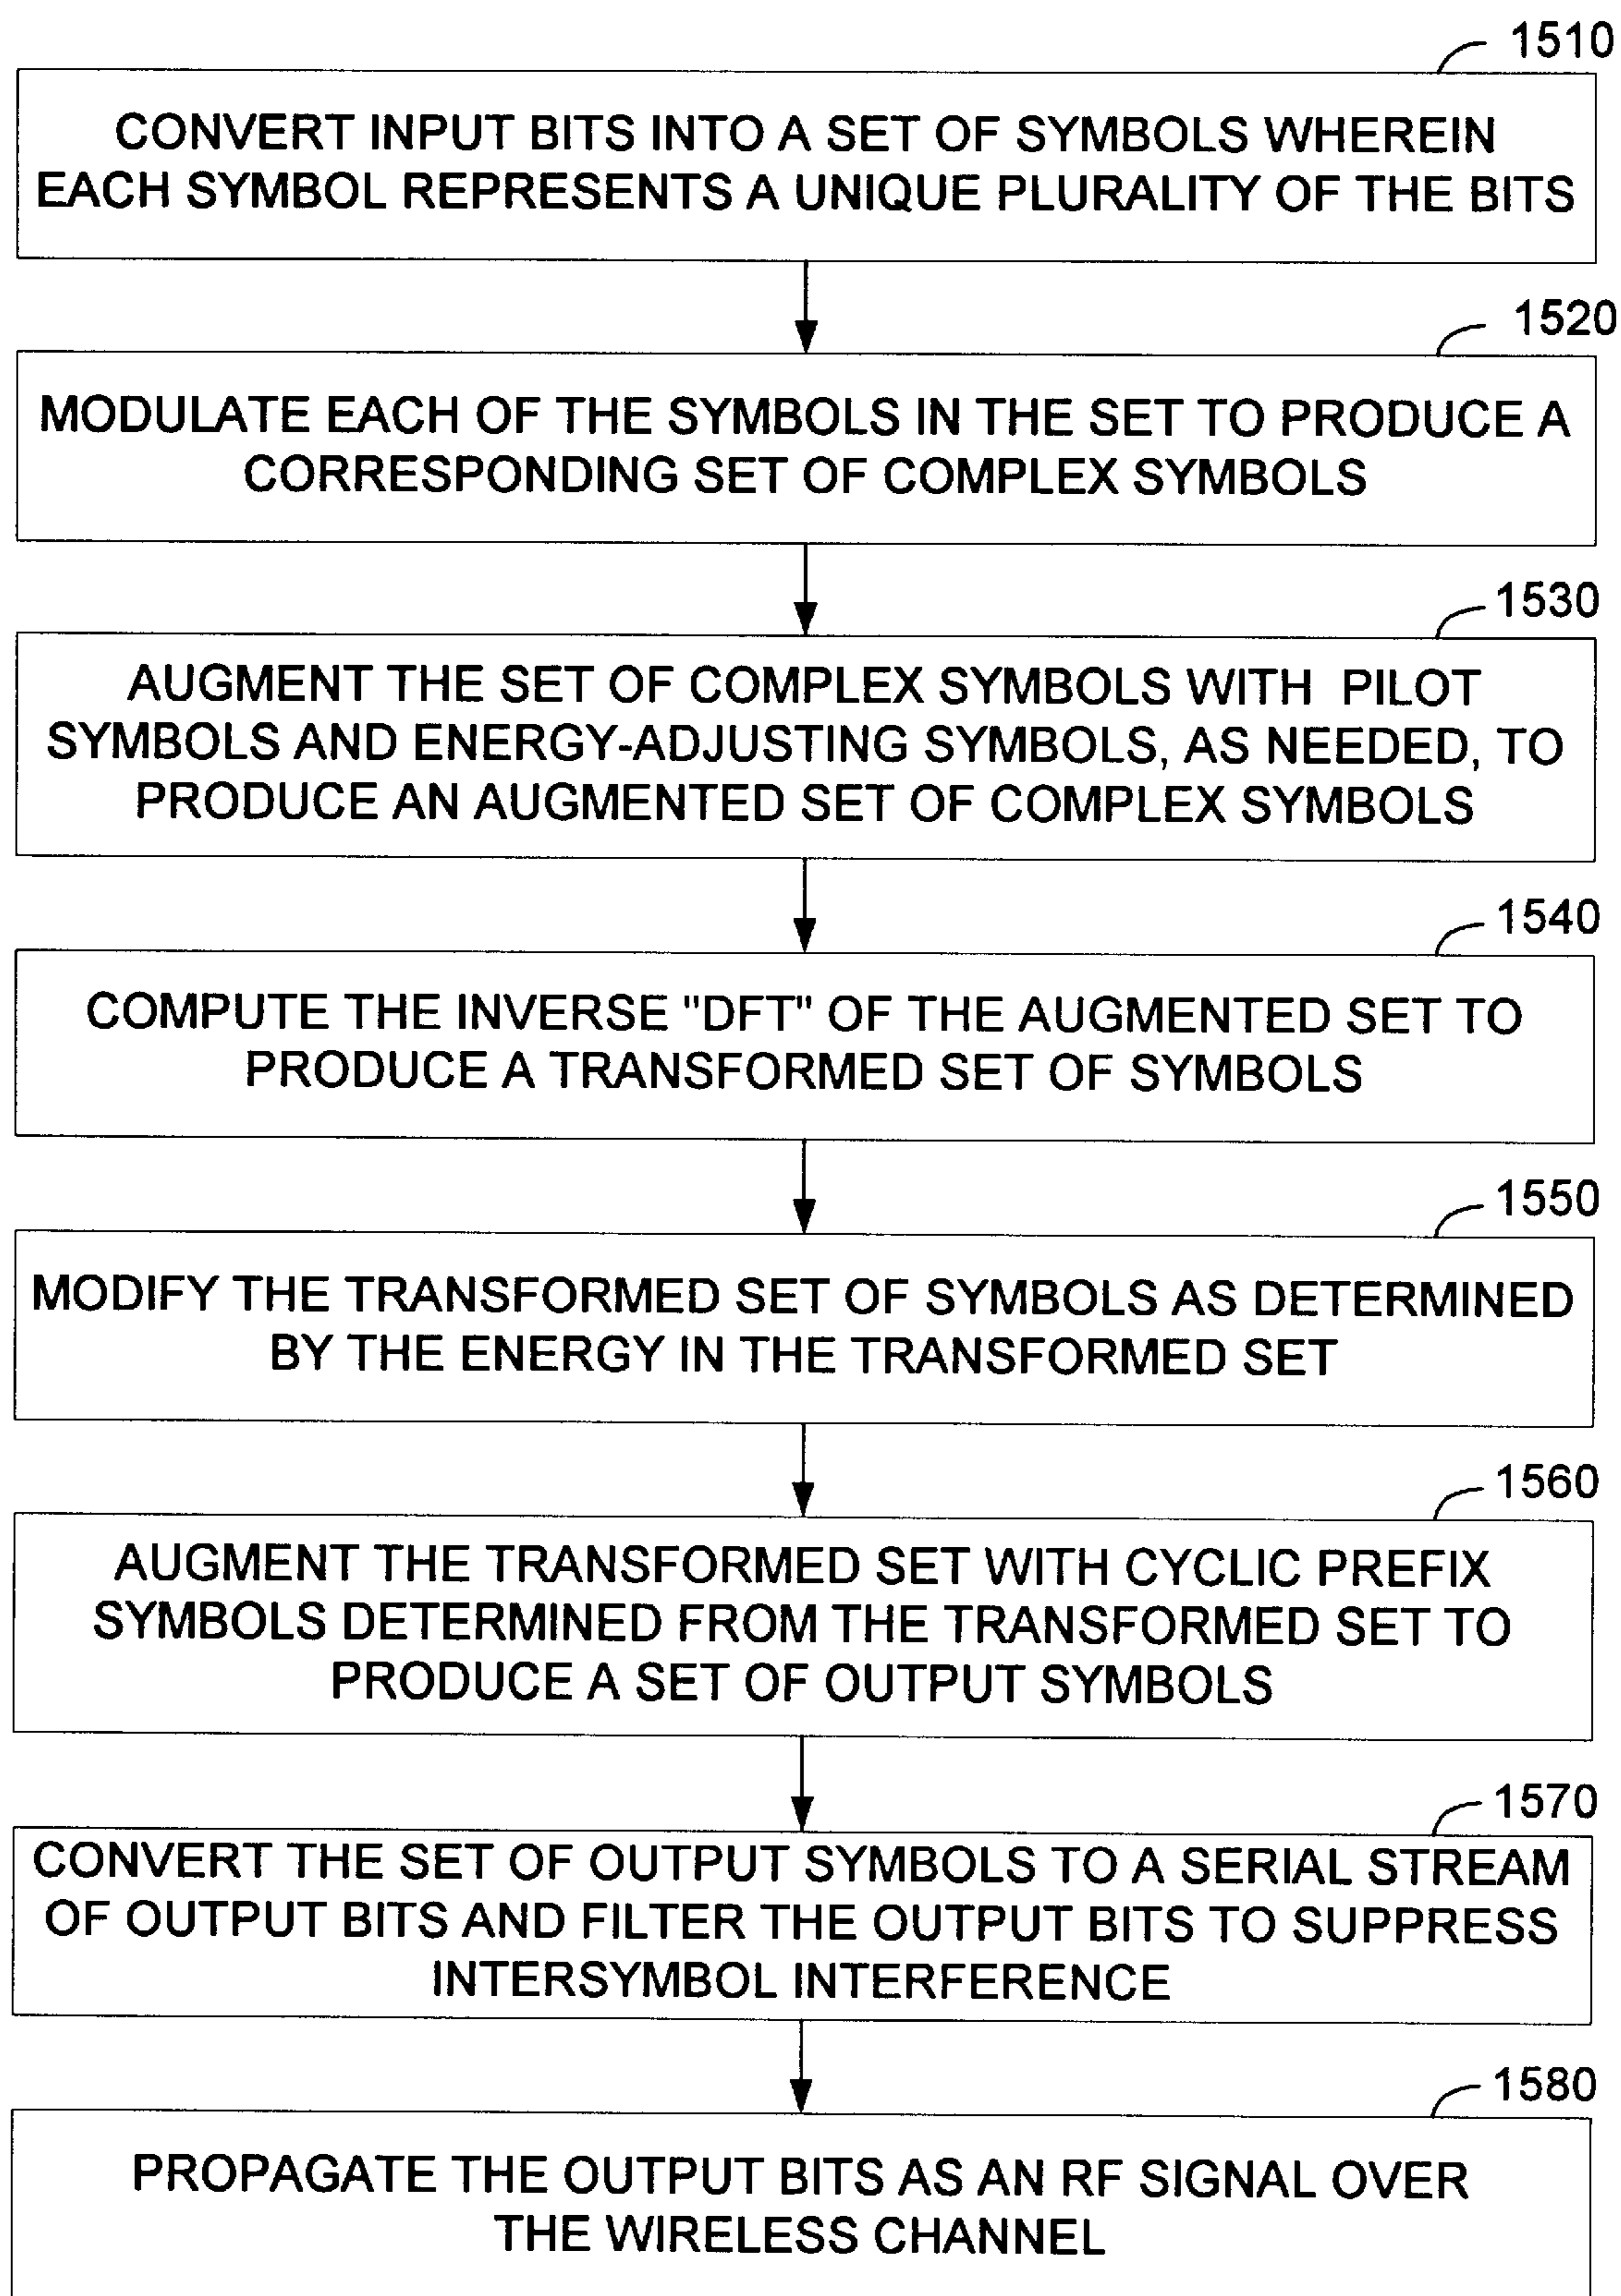 1510
CONVERT INPUT BITS INTO A SET OF SYMBOLS WHEREIN
EACH SYMBOL REPRESENTS A UNIQUE PLURALITY OF THE BITS
1520
MODULATE EACH OF THE SYMBOLS IN THE SET TO PRODUCE A
CORRESPONDING SET OF COMPLEX SYMBOLS
1530
AUGMENT THE SET OF COMPLEX SYMBOLS WITH PILOT
SYMBOLS AND ENERGY-ADJUSTING SYMBOLS, AS NEEDED, TO
PRODUCE AN AUGMENTED SET OF COMPLEX SYMBOLS
1540
COMPUTE THE INVERSE "DFT" OF THE AUGMENTED SET TO
PRODUCE A TRANSFORMED SET OF SYMBOLS
1550
MODIFY THE TRANSFORMED SET OF SYMBOLS AS DETERMINED
BY THE ENERGY IN THE TRANSFORMED SET
1560
AUGMENT THE TRANSFORMED SET WITH CYCLIC PREFIX
SYMBOLS DETERMINED FROM THE TRANSFORMED SET TO
PRODUCE A SET OF OUTPUT SYMBOLS
1570
CONVERT THE SET OF OUTPUT SYMBOLS TO A SERIAL STREAM
OF OUTPUT BITS AND FILTER THE OUTPUT BITS TO SUPPRESS
INTERSYMBOL INTERFERENCE
1580
PROPAGATE THE OUTPUT BITS AS AN RF SIGNAL OVER
THE WIRELESS CHANNEL